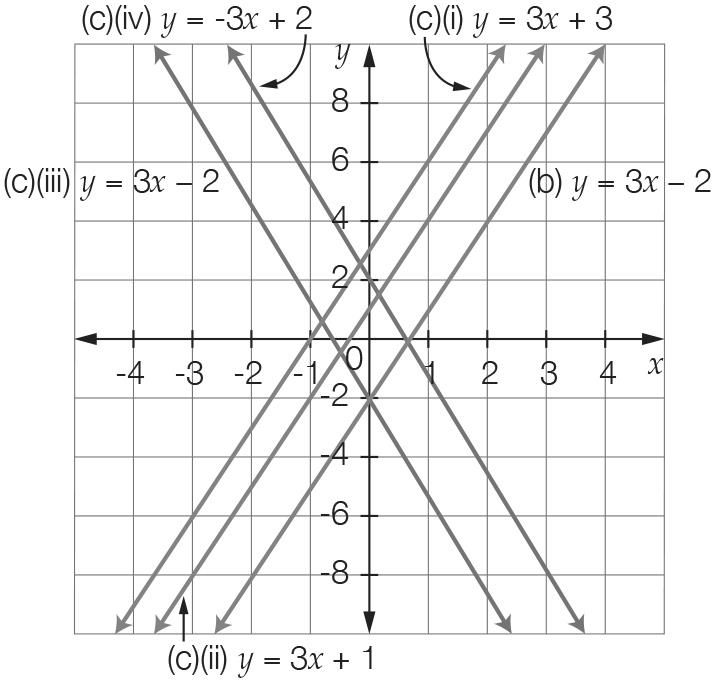 (c)(iv) y = -3x + 2
(c)(i) y = 3x + 3
y
8
6
(c)(iii) y = 3x – 2
(b) y = 3x – 2
4
2
0
-4 -3 -2 -1 1 2 3 4 x
-2
-4
-6
-8
(c)(ii) y = 3x + 1